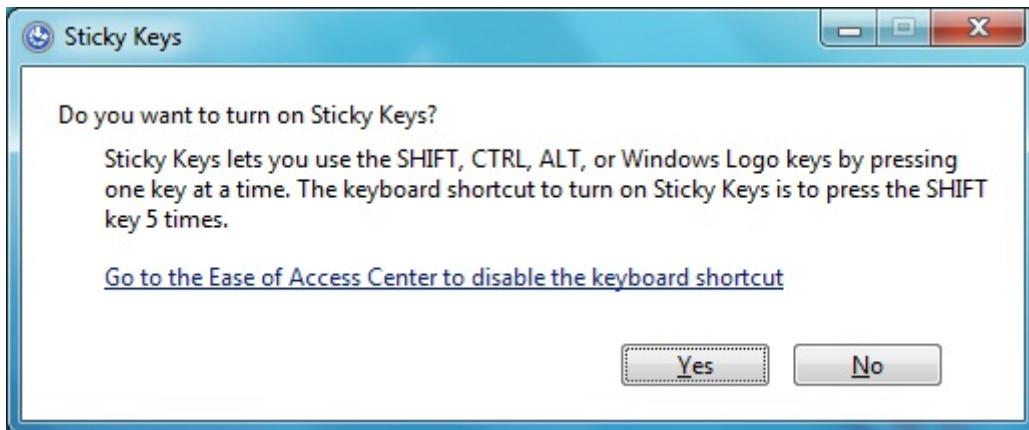 Sticky Keys
Do you want to turn on Sticky Keys?
Sticky Keys lets you use the SHIFT, CTRL, ALT, or Windows Logo keys by pressing
one key at a time. The keyboard shortcut to turn on Sticky Keys is to press the SHIFT
key 5 times.
Go to the Ease of Access Center to disable the keyboard shortcut
Yes No